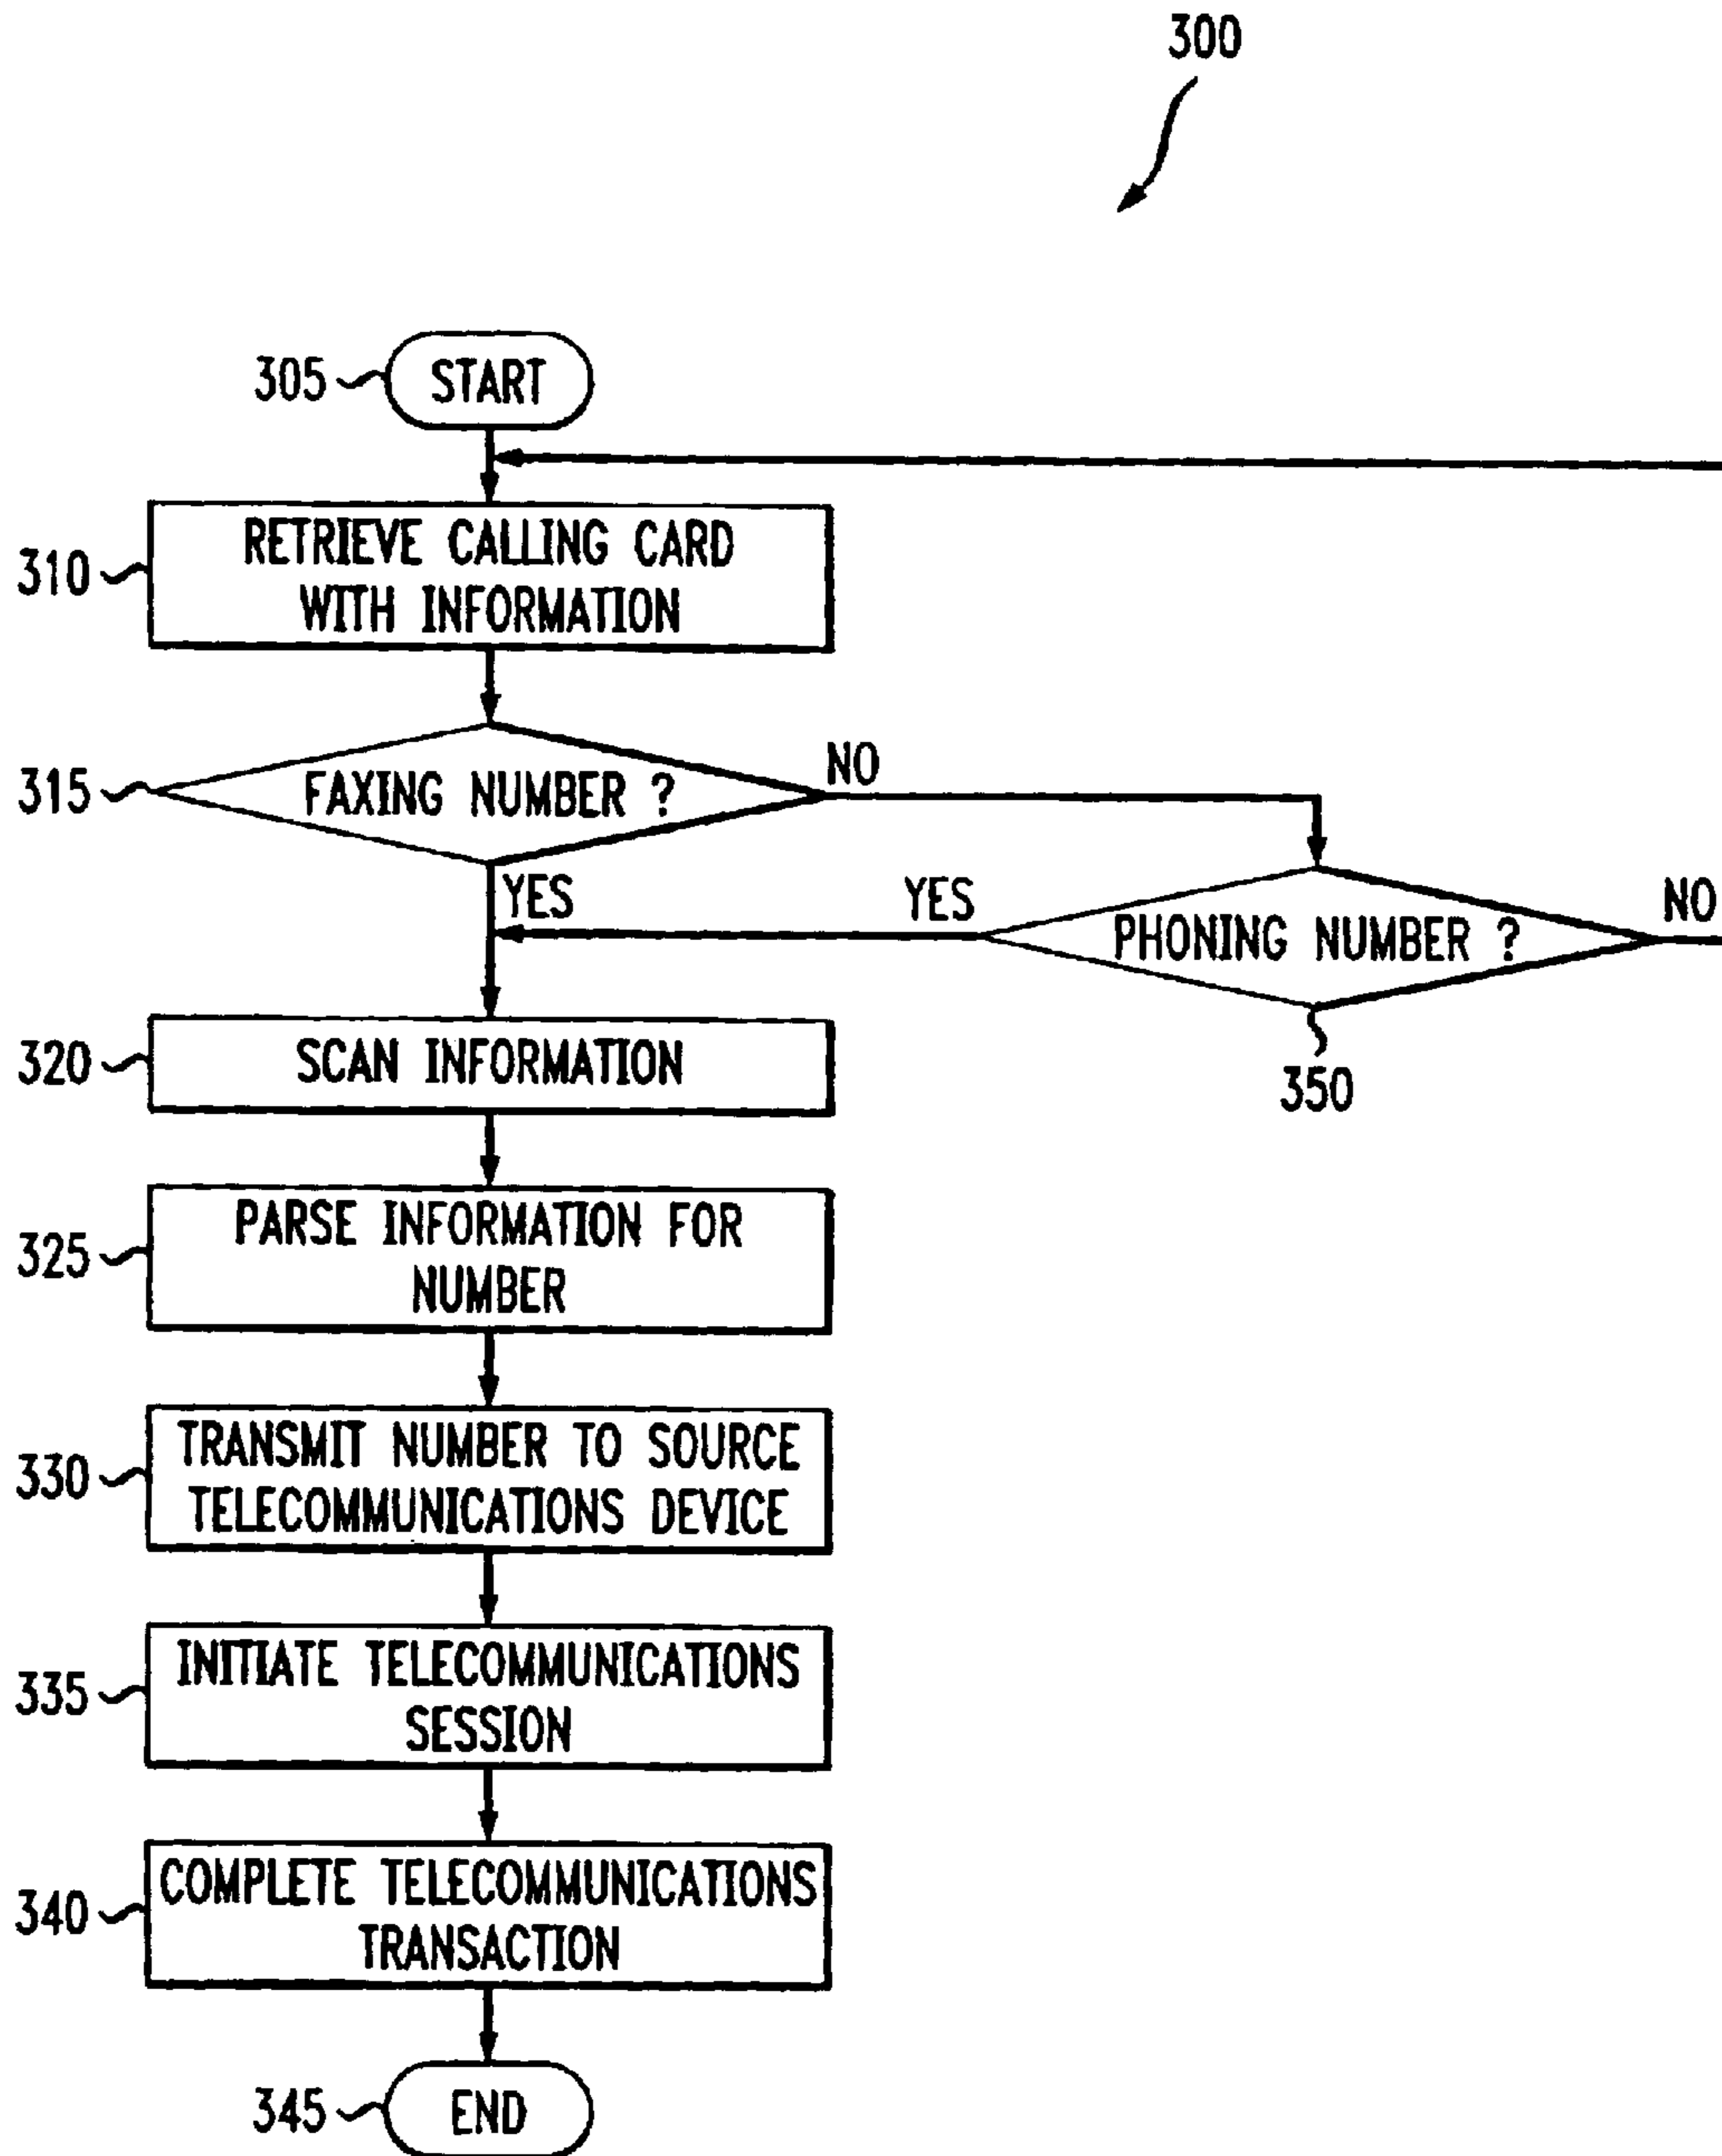 300
305
START
310
RETRIEVE CALLING CARD
WITH INFORMATION
315
FAXING NUMBER ?
NO
YES
YES
PHONING NUMBER ?
NO
350
320
SCAN INFORMATION
325
PARSE INFORMATION FOR
NUMBER
330
TRANSMIT NUMBER TO SOURCE
TELECOMMUNICATIONS DEVICE
335
INITIATE TELECOMMUNICATIONS
SESSION
340
COMPLETE TELECOMMUNICATIONS
TRANSACTION
345
END